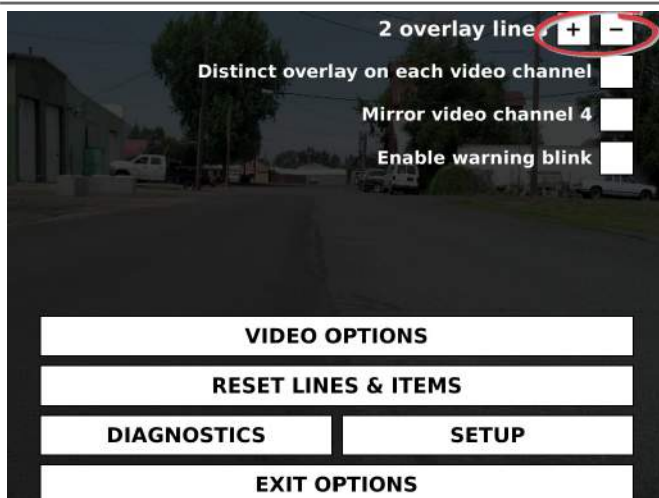 2 overlay lines + −
Distinct overlay on each video channel
Mirror video channel 4
Enable warning blink
VIDEO OPTIONS
RESET LINES & ITEMS
DIAGNOSTICS SETUP
EXIT OPTIONS